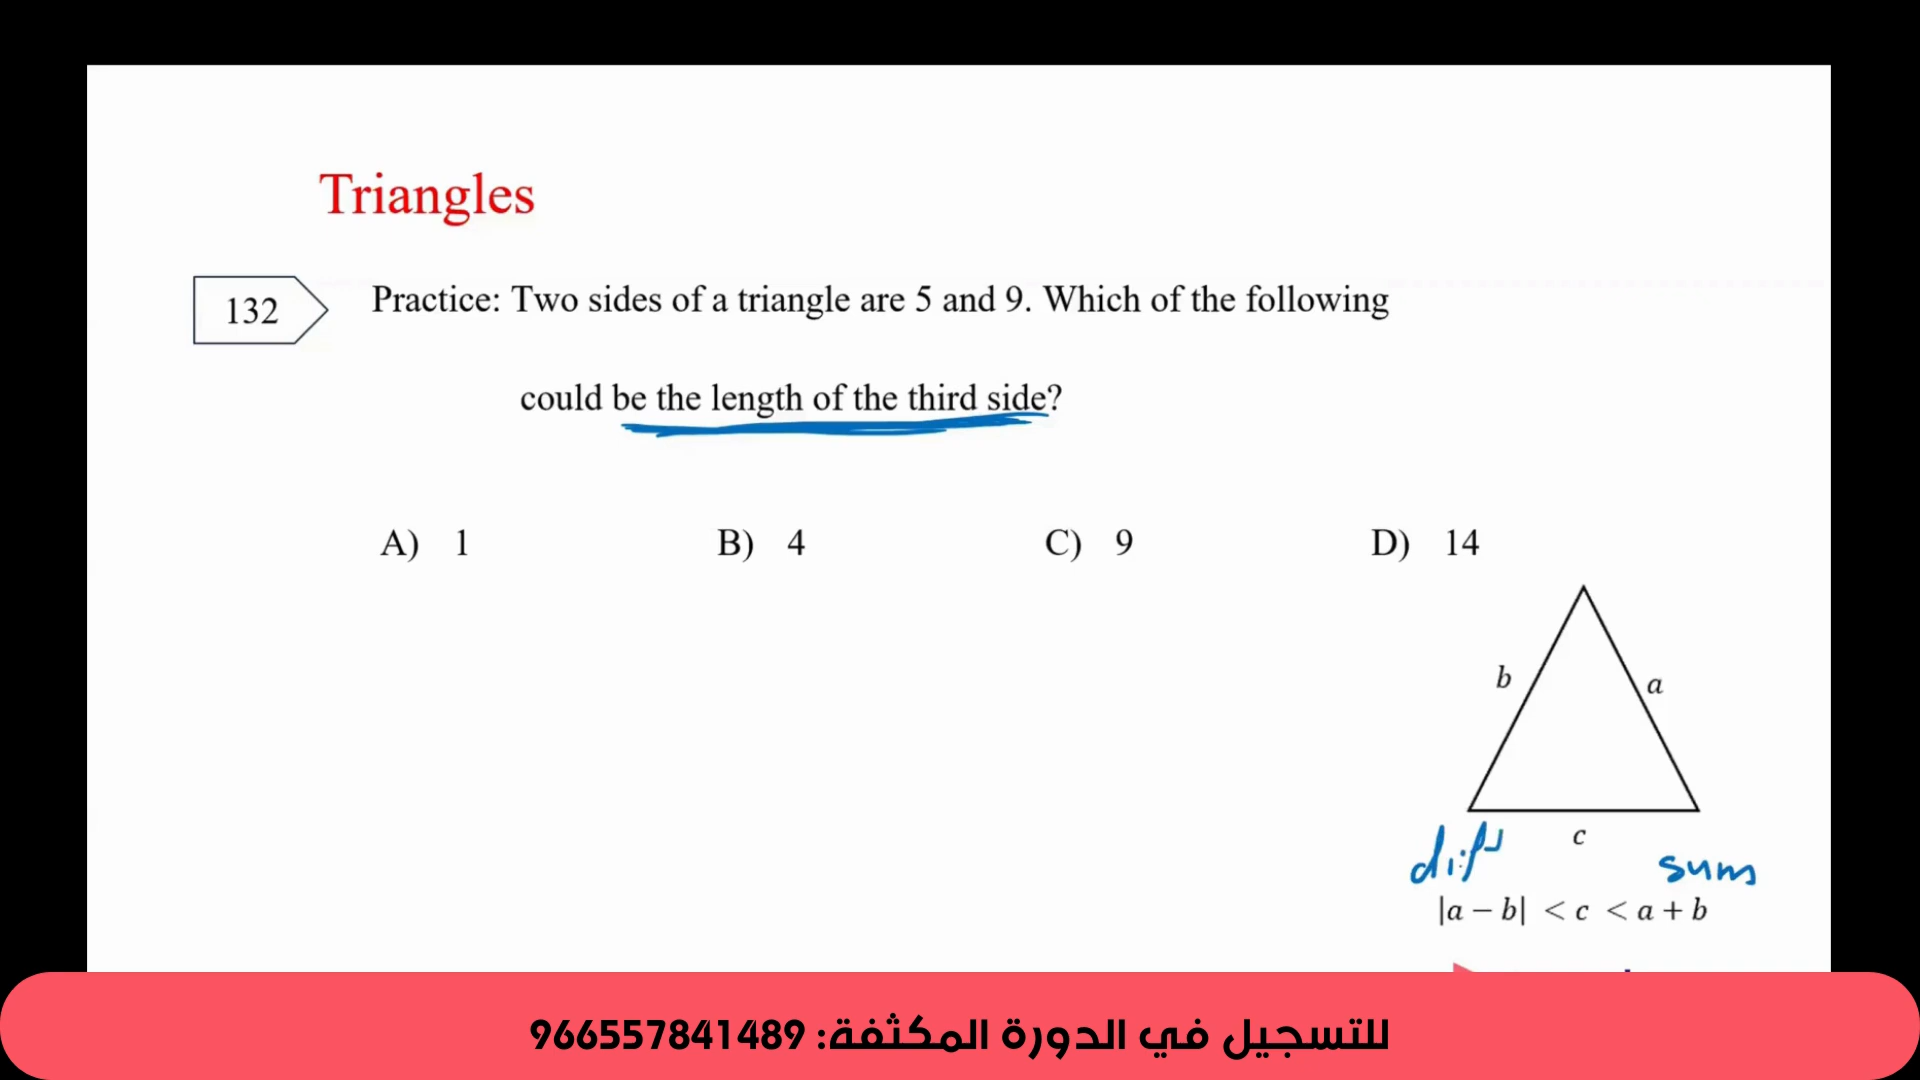 Triangles
132
Practice: Two sides of a triangle are 5 and 9. Which of the following
could be the length of the third side?
A) 1 B) 4 C) 9 D) 14
b
a
c
sum
|a − b| < c < a + b
للتسجيل في الدورة المكثفة: 966557841489